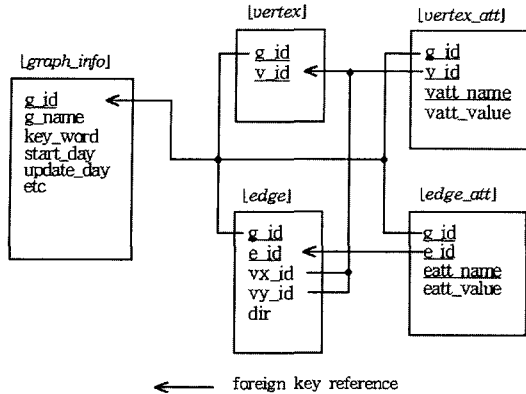 [graph_info]
g_id
g_name
key_word
start_day
update_day
etc
[vertex]
g_id
v_id
[vertex_att]
g_id
v_id
vatt_name
vatt_value
[edge]
g_id
e_id
vx_id
vy_id
dir
[edge_att]
g_id
e_id
eatt_name
eatt_value
foreign key reference